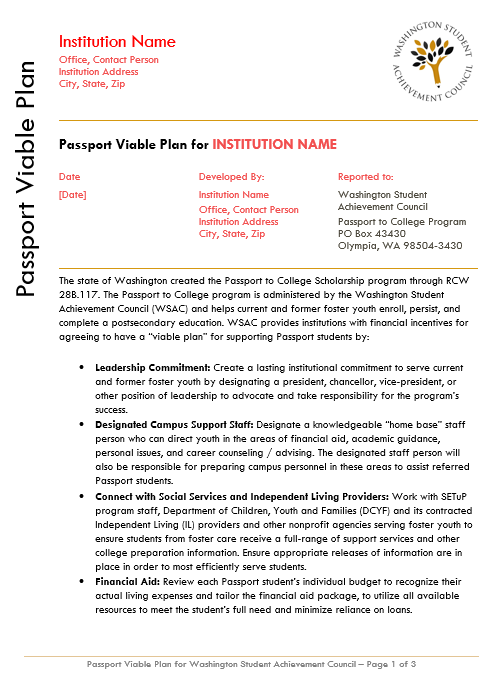 Passport Viable Plan
Institution Name
Office, Contact Person
Institution Address
City, State, Zip
WASHINGTON STUDENT
ACHIEVEMENT COUNCIL
Passport Viable Plan for INSTITUTION NAME
Date
[Date]
Developed By:
Institution Name
Office, Contact Person
Institution Address
City, State, Zip
Reported to:
Washington Student
Achievement Council
Passport to College Program
PO Box 43430
Olympia, WA 98504-3430
The state of Washington created the Passport to College Scholarship program through RCW
28B.117. The Passport to College program is administered by the Washington Student
Achievement Council (WSAC) and helps current and former foster youth enroll, persist, and
complete a postsecondary education. WSAC provides institutions with financial incentives for
agreeing to have a “viable plan” for supporting Passport students by:
• Leadership Commitment: Create a lasting institutional commitment to serve current
and former foster youth by designating a president, chancellor, vice-president, or
other position of leadership to advocate and take responsibility for the program’s
success.
• Designated Campus Support Staff: Designate a knowledgeable “home base” staff
person who can direct youth in the areas of financial aid, academic guidance,
personal issues, and career counseling / advising. The designated staff person will
also be responsible for preparing campus personnel in these areas to assist referred
Passport students.
• Connect with Social Services and Independent Living Providers: Work with SETuP
program staff, Department of Children, Youth and Families (DCYF) and its contracted
Independent Living (IL) providers and other nonprofit agencies serving foster youth to
ensure students from foster care receive a full-range of support services and other
college preparation information. Ensure appropriate releases of information are in
place in order to most efficiently serve students.
• Financial Aid: Review each Passport student’s individual budget to recognize their
actual living expenses and tailor the financial aid package, to utilize all available
resources to meet the student’s full need and minimize reliance on loans.
Passport Viable Plan for Washington Student Achievement Council – Page 1 of 3